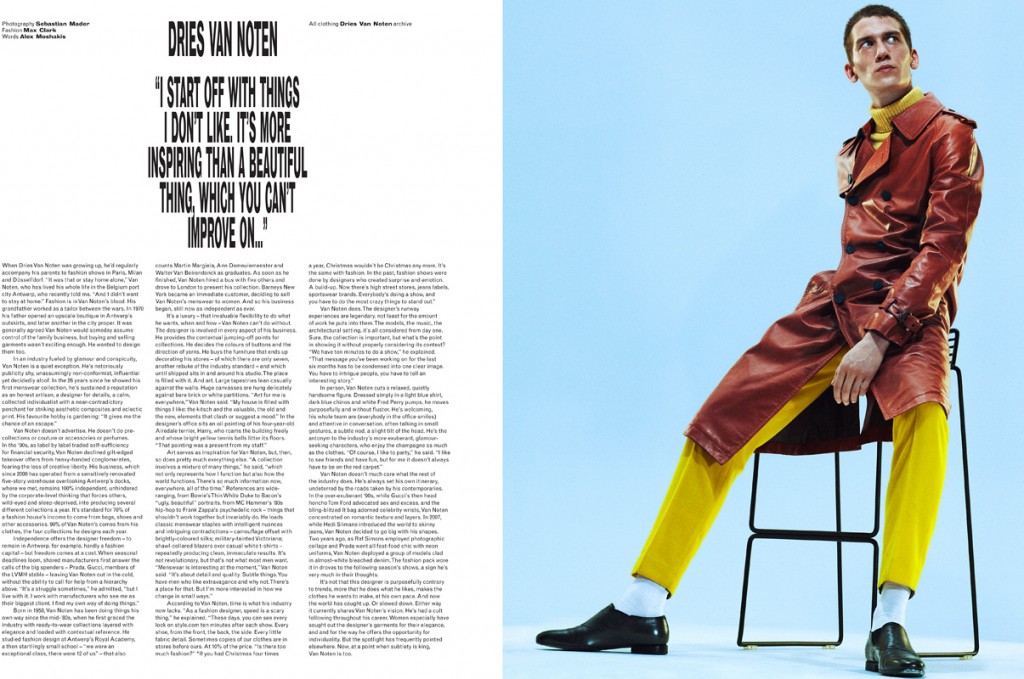 Photography Sebastian Mader
Fashion Max Clark
Words Alex Moshakis
DRIES VAN NOTEN
All clothing Dries Van Noten archive
“I START OFF WITH THINGS
I DON’T LIKE. IT’S MORE
INSPIRING THAN A BEAUTIFUL
THING, WHICH YOU CAN’T
IMPROVE ON...”
When Dries Van Noten was growing up, he’d regularly
accompany his parents to fashion shows in Paris, Milan
and Düsseldorf. “It was that or stay home alone,” Van
Noten, who has lived his whole life in the Belgium port
city Antwerp, who recently told me. “And I didn’t want
to stay at home.” Fashion is in Van Noten’s blood. His
grandfather worked as a tailor between the wars. In 1970
his father opened an upscale boutique in Antwerp’s
outskirts, and later another in the city proper. It was
generally agreed Van Noten would someday assume
control of the family business, but buying and selling
garments wasn’t exciting enough. He wanted to design
them too.
In an industry fueled by glamour and conspicuity,
Van Noten is a quiet exception. He’s notoriously
publicity shy, unassumingly non-conformist, influential
yet decidedly aloof. In the 26 years since he showed his
first menswear collection, he’s sustained a reputation
as an honest artisan, a designer for details, a calm,
collected individualist with a near-contradictory
penchant for striking aesthetic composites and eclectic
print. His favourite hobby is gardening: “It gives me the
chance of an escape.”
Van Noten doesn’t advertise. He doesn’t do pre-
collections or couture or accessories or perfumes.
In the ’90s, as label by label traded self-sufficiency
for financial security, Van Noten declined gilt-edged
takeover offers from heavy-handed conglomerates,
fearing the loss of creative liberty. His business, which
since 2008 has operated from a sensitively renovated
five-story warehouse overlooking Antwerp’s docks,
where we met, remains 100% independent, unhindered
by the corporate-level thinking that forces others,
wild-eyed and sleep-deprived, into producing several
different collections a year. It’s standard for 70% of
a fashion house’s income to come from bags, shoes and
other accessories. 90% of Van Noten’s comes from his
clothes, the four collections he designs each year.
Independence offers the designer freedom – to
remain in Antwerp, for example, hardly a fashion
capital – but freedom comes at a cost. When seasonal
deadlines loom, shared manufacturers first answer the
calls of the big spenders – Prada, Gucci, members of
the LVMH stable – leaving Van Noten out in the cold,
without the ability to call for help from a hierarchy
above. “It’s a struggle sometimes,” he admitted, “but I
live with it. I work with manufacturers who see me as
their biggest client. I find my own way of doing things.”
Born in 1958, Van Noten has been doing things his
own way since the mid-’80s, when he first graced the
industry with ready-to-wear collections layered with
elegance and loaded with contextual reference. He
studied fashion design at Antwerp’s Royal Academy,
a then startlingly small school – “we were an
exceptional class, there were 12 of us” – that also
counts Martin Margiela, Ann Demeulemeester and
Walter Van Beirendonck as graduates. As soon as he
finished, Van Noten hired a bus with five others and
drove to London to present his collection. Barneys New
York became an immediate customer, deciding to sell
Van Noten’s menswear to women. And so his business
began, still now as independent as ever.
It’s a luxury – that invaluable flexibility to do what
he wants, when and how – Van Noten can’t do without.
The designer is involved in every aspect of his business.
He provides the contextual jumping-off points for
collections. He decides the colours of buttons and the
direction of yarns. He buys the furniture that ends up
decorating his stores – of which there are only seven,
another rebuke of the industry standard – and which
until shipped sits in and around his studio. The place
is filled with it. And art. Large tapestries lean casually
against the walls. Huge canvasses are hung delicately
against bare brick or white partitions. “Art for me is
everywhere,” Van Noten said. “My house is filled with
things I like: the kitsch and the valuable, the old and
the new, elements that clash or suggest a mood.” In the
designer’s office sits an oil painting of his four-year-old
Airedale terrier, Harry, who roams the building freely
and whose bright yellow tennis balls litter its floors.
“That painting was a present from my staff.”
Art serves as inspiration for Van Noten, but, then,
so does pretty much everything else. “A collection
involves a mixture of many things,” he said, “which
not only represents how I function but also how the
world functions. There’s so much information now,
everywhere, all of the time.” References are wide-
ranging, from Bowie’s Thin White Duke to Bacon’s
“ugly, beautiful” portraits, from MC Hammer’s ’80s
hip-hop to Frank Zappa’s psychedelic rock – things that
shouldn’t work together but invariably do. He loads
classic menswear staples with intelligent nuances
and intriguing contradictions – camouflage offset with
brightly-coloured silks; military-tainted Victoriana;
shawl-collared blazers over casual white t-shirts –
repeatedly producing clean, immaculate results. It’s
not revolutionary, but that’s not what most men want.
“Menswear is interesting at the moment,” Van Noten
said. “It’s about detail and quality. Subtle things. You
have men who like extravagance and why not. There’s
a place for that. But I’m more interested in how we
change in small ways.”
According to Van Noten, time is what his industry
now lacks. “As a fashion designer, speed is a scary
thing,” he explained. “These days, you can see every
look on style.com ten minutes after each show. Every
shoe, from the front, the back, the side. Every little
fabric detail. Sometimes copies of our clothes are in
stores before ours. At 10% of the price. “Is there too
much fashion?” “If you had Christmas four times
a year, Christmas wouldn’t be Christmas any more. It’s
the same with fashion. In the past, fashion shows were
done by designers who created surprise and emotion.
A build-up. Now there’s high street stores, jeans labels,
sportswear brands. Everybody’s doing a show, and
you have to do the most crazy things to stand out.”
Van Noten does. The designer’s runway
experiences are legendary, not least for the amount
of work he puts into them. The models, the music, the
architectural setting, it’s all considered from day one.
Sure, the collection is important, but what’s the point
in showing it without properly considering its context?
“We have ten minutes to do a show,” he explained.
“That message you’ve been working on for the last
six months has to be condensed into one clear image.
You have to intrigue people, you have to tell an
interesting story.”
In person, Van Noten cuts a relaxed, quietly
handsome figure. Dressed simply in a light blue shirt,
dark blue chinos and white Fred Perry pumps, he moves
purposefully and without fluster. He’s welcoming,
his whole team are (everybody in the office smiles)
and attentive in conversation, often talking in small
gestures, a subtle nod, a slight tilt of the head. He’s the
antonym to the industry’s more exuberant, glamour-
seeking characters, who enjoy the champagne as much
as the clothes. “Of course, I like to party,” he said. “I like
to see friends and have fun, but for me it doesn’t always
have to be on the red carpet.”
Van Noten doesn’t much care what the rest of
the industry does. He’s always set his own itinerary,
undeterred by the roads taken by his contemporaries.
In the over-exuberant ’90s, while Gucci’s then head
honcho Tom Ford advocated sex and excess, and the
bling-blitzed it bag adorned celebrity wrists, Van Noten
concentrated on romantic texture and layers. In 2007,
while Hedi Slimane introduced the world to skinny
jeans, Van Noten decided to go big with his shapes.
Two years ago, as Raf Simons employed photographic
collage and Prada went all fast-food chic with neon
uniforms, Van Noten deployed a group of models clad
in almost-white bleached denim. The fashion pack wore
it in droves to the following season’s shows, a sign he’s
very much in their thoughts.
It’s not that this designer is purposefully contrary
to trends, more that he does what he likes, makes the
clothes he wants to make, at his own pace. And now
the world has caught up. Or slowed down. Either way
it currently shares Van Noten’s vision. He’s had a cult
following throughout his career. Women especially have
sought out the designer’s garments for their elegance,
and and for the way he offers the opportunity for
individuality. But the spotlight has frequently pointed
elsewhere. Now, at a point when subtlety is king,
Van Noten is too.